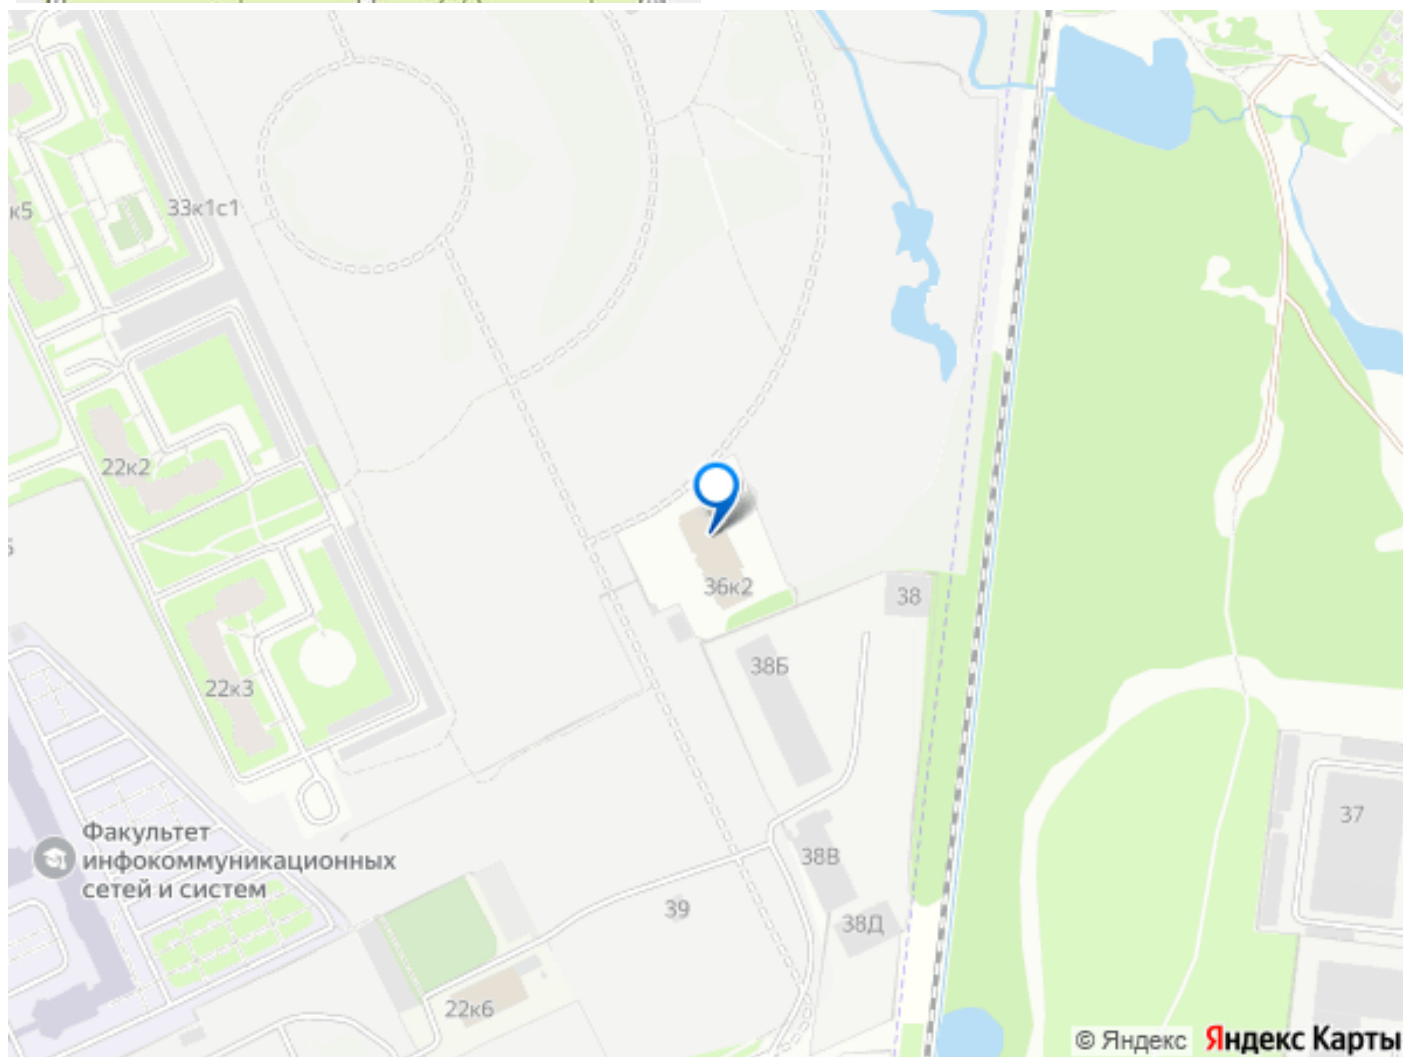 к5
33к1с1
22к2
36к2
38
38Б
22к3
37
Факультет
инфокоммуникационных
сетей и систем
38В
39
38Д
22к6
© Яндекс Яндекс Карты